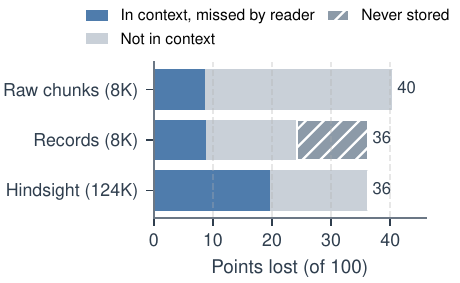 In context, missed by reader
Never stored
Not in context
Raw chunks (8K)
40
Records (8K)
36
Hindsight (124K)
36
0 10 20 30 40
Points lost (of 100)